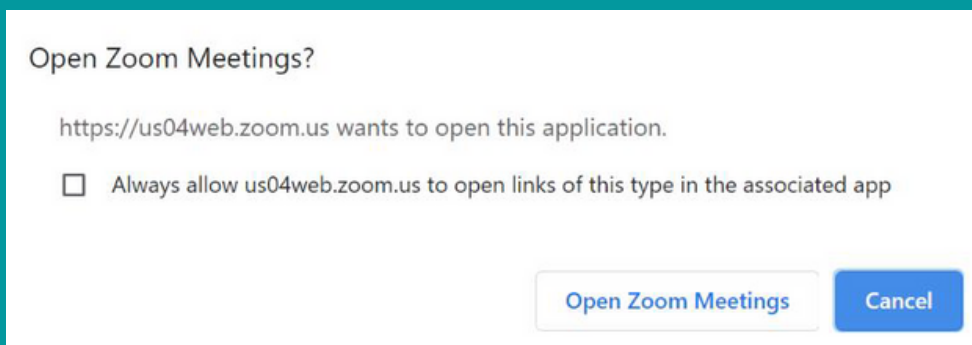 Open Zoom Meetings?
https://us04web.zoom.us wants to open this application.
Always allow us04web.zoom.us to open links of this type in the associated app
Open Zoom Meetings
Cancel